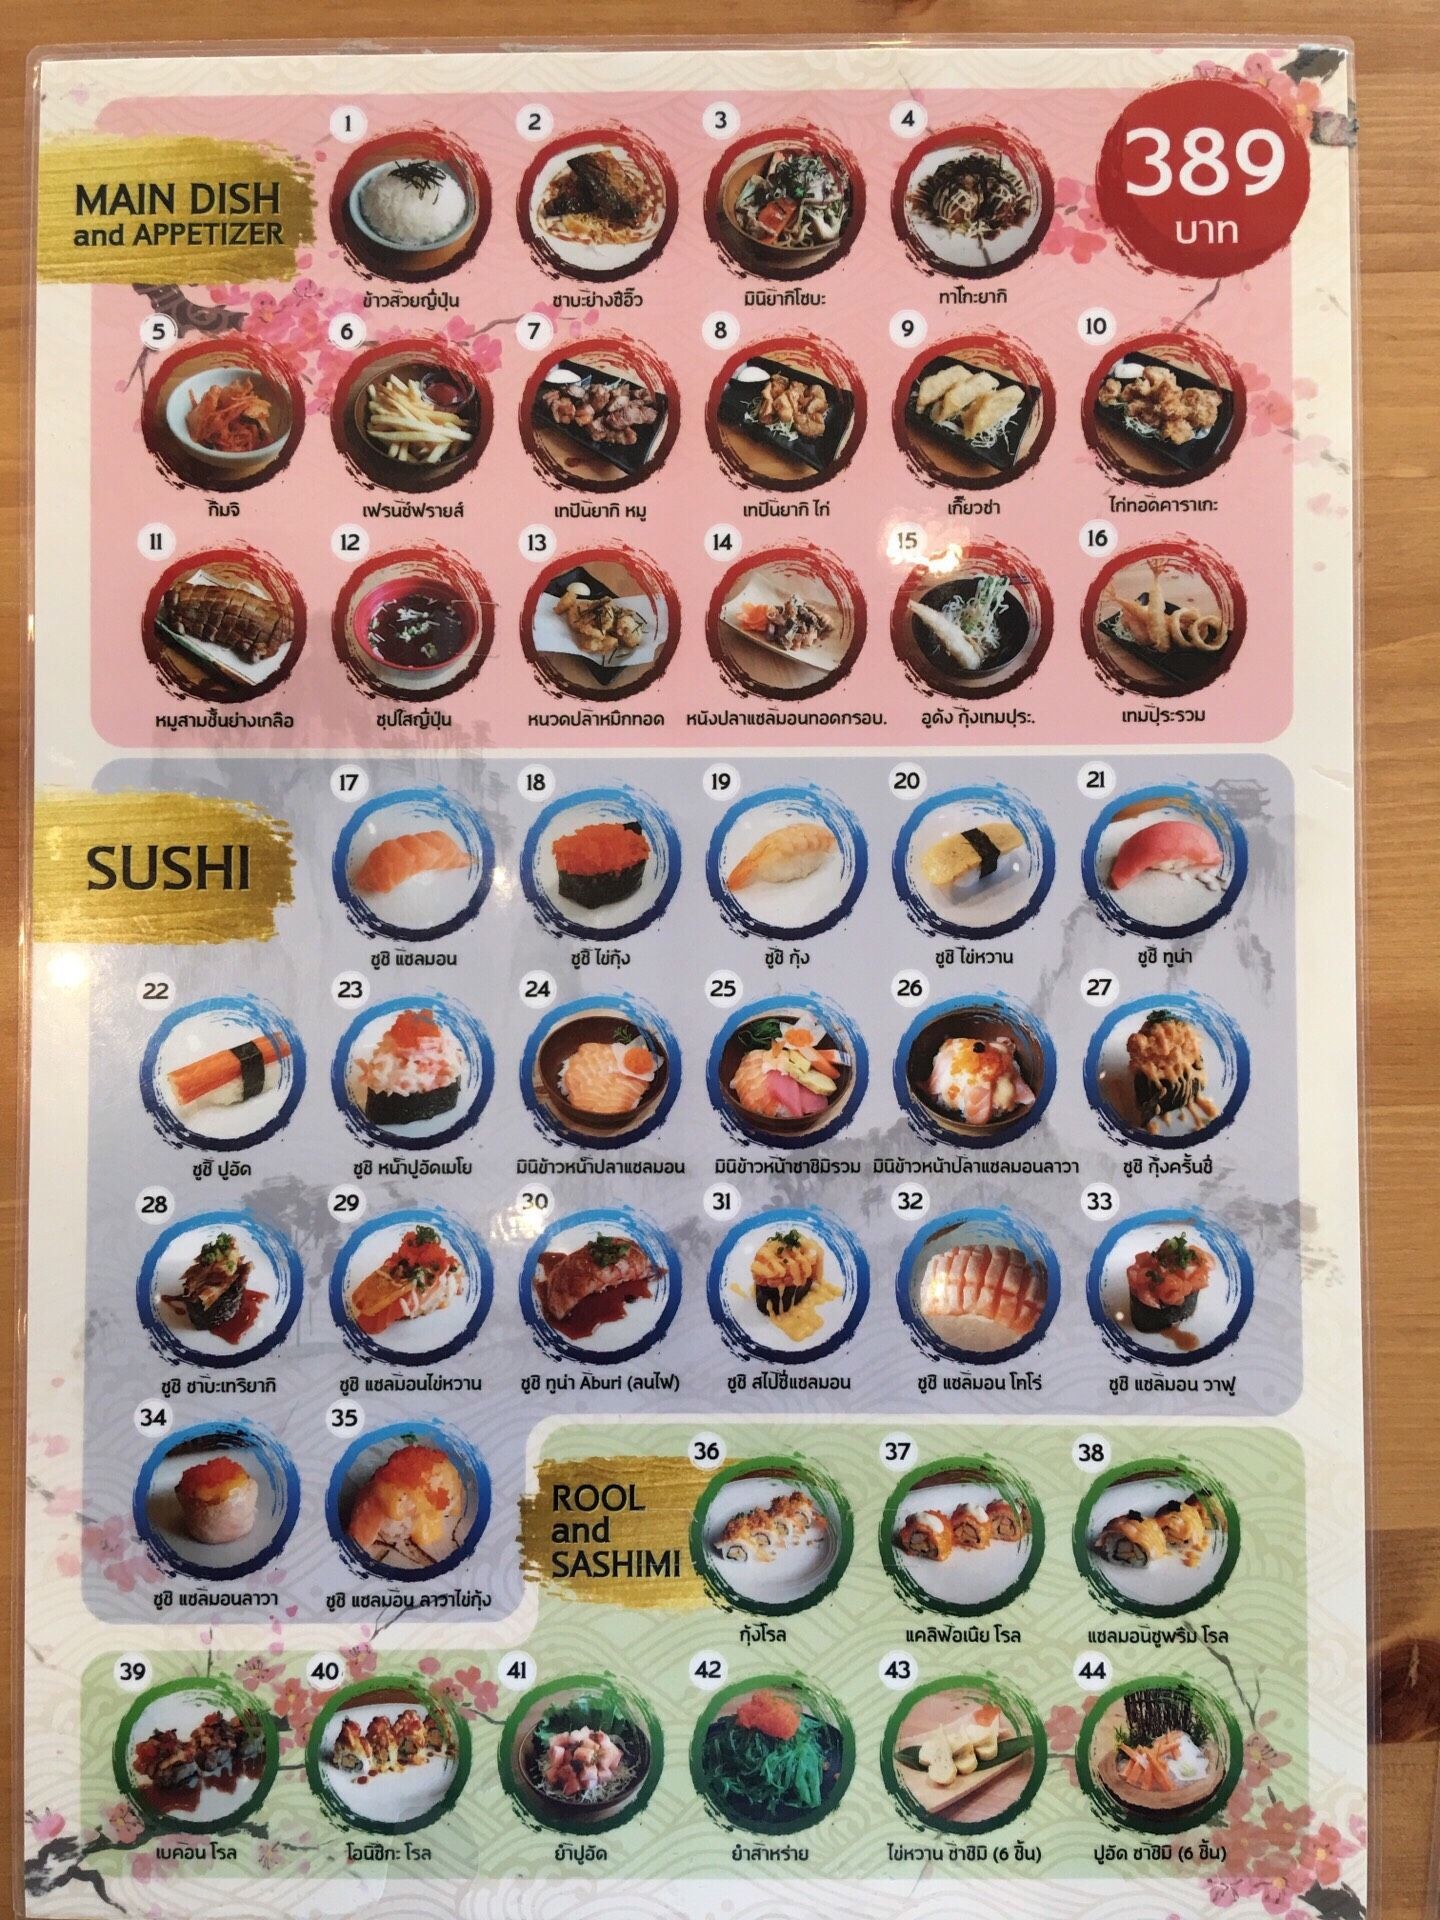 MAIN DISH
and APPETIZER
389
บาท
1
2
3
4
ข้าวสวยญี่ปุ่น
ซาบะย่างซีอิ๊ว
มินิยากิโซบะ
ทาโกะยากิ
5
6
7
8
9
10
กิมจิ
เฟรนช์ฟรายส์
เทปันยากิ หมู
เทปันยากิ ไก่
เกี๊ยวซ่า
ไก่ทอดคาราเกะ
11
12
13
14
15
16
หมูสามชั้นย่างเกลือ
ซุปใสญี่ปุ่น
หนวดปลาหมึกทอด
หนังปลาแซลมอนทอดกรอบ.
อูด้ง กุ้งเทมปุระ.
เทมปุระรวม
SUSHI
17
18
19
20
21
ซูชิ แซลมอน
ซูชิ ไข่กุ้ง
ซูชิ กุ้ง
ซูชิ ไข่หวาน
ซูชิ ทูน่า
22
23
24
25
26
27
ซูชิ ปูอัด
ซูชิ หน้าปูอัดเมโย
มินิข้าวหน้าปลาแซลมอน
มินิข้าวหน้าซาชิมิรวม
มินิข้าวหน้าปลาแซลมอนลาวา
ซูชิ กุ้งครั้นชี่
28
29
30
31
32
33
ซูชิ ซาบะเทริยากิ
ซูชิ แซลมอนไข่หวาน
ซูชิ ทูน่า Aburi (ลนไฟ)
ซูชิ สไปซี่แซลมอน
ซูชิ แซลมอน โทโร่
ซูชิ แซลมอน วาฟู
34
35
ซูชิ แซลมอนลาวา
ซูชิ แซลมอน ลาวาไข่กุ้ง
ROOL
and
SASHIMI
36
37
38
กุ้งโรล
แคลิฟอเนีย โรล
แซลมอนซูพรีม โรล
39
40
41
42
43
44
เบคอน โรล
โอนิซึกะ โรล
ยำปูอัด
ยำสาหร่าย
ไข่หวาน ซาชิมิ (6 ชิ้น)
ปูอัด ซาชิมิ (6 ชิ้น)